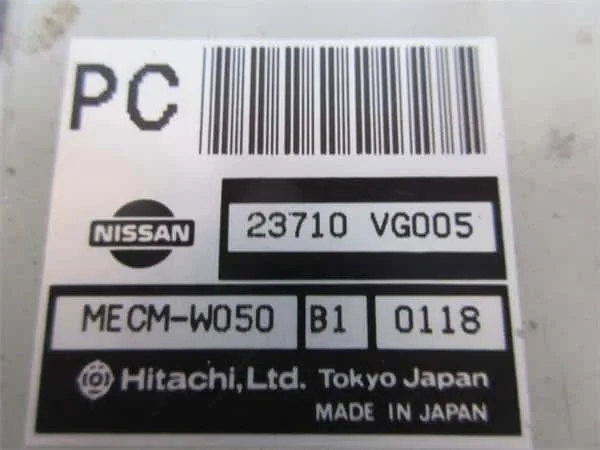 PC
NISSAN
23710 VG005
MECM-W050 B1 0118
Hitachi, Ltd. Tokyo Japan
MADE IN JAPAN